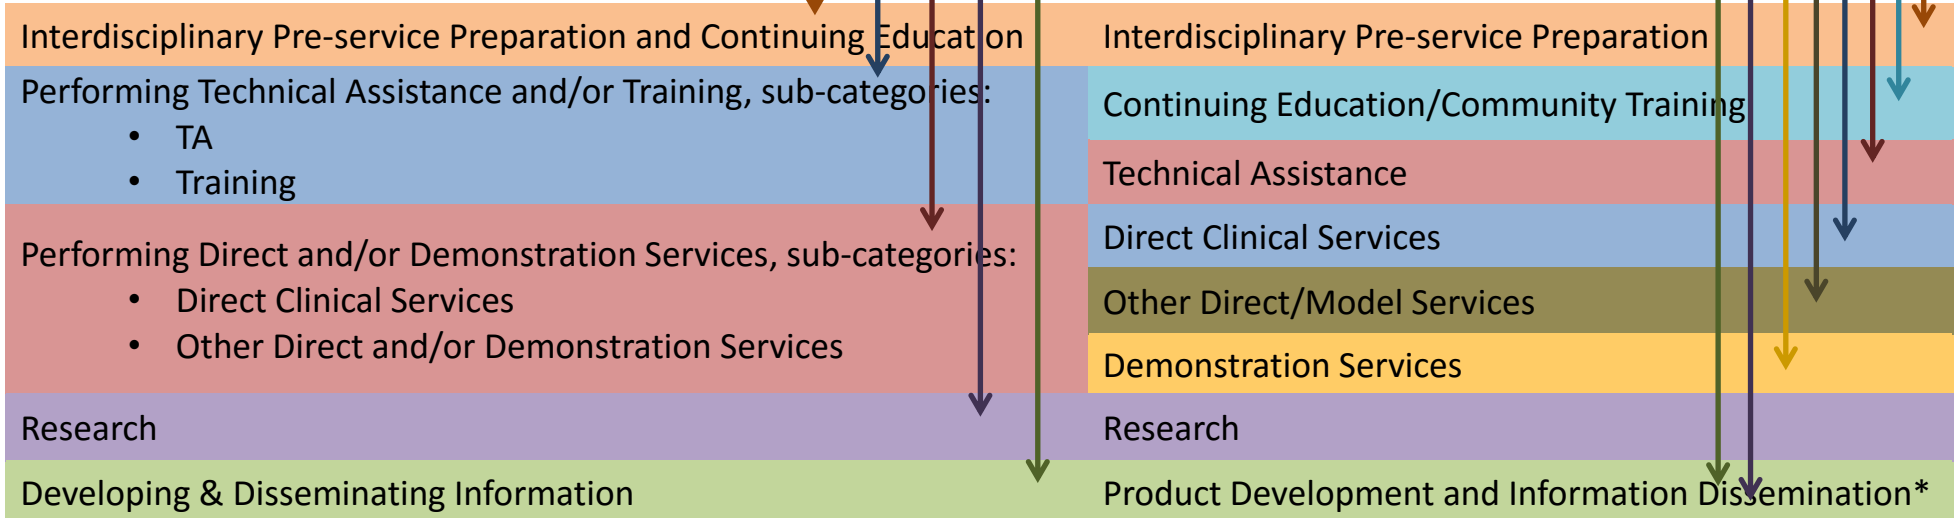 Interdisciplinary Pre-service Preparation and Continuing Education
Performing Technical Assistance and/or Training, sub-categories:
• TA
• Training
Performing Direct and/or Demonstration Services, sub-categories:
• Direct Clinical Services
• Other Direct and/or Demonstration Services
Research
Developing & Disseminating Information
Interdisciplinary Pre-service Preparation
Continuing Education/Community Training
Technical Assistance
Direct Clinical Services
Other Direct/Model Services
Demonstration Services
Research
Product Development and Information Dissemination*